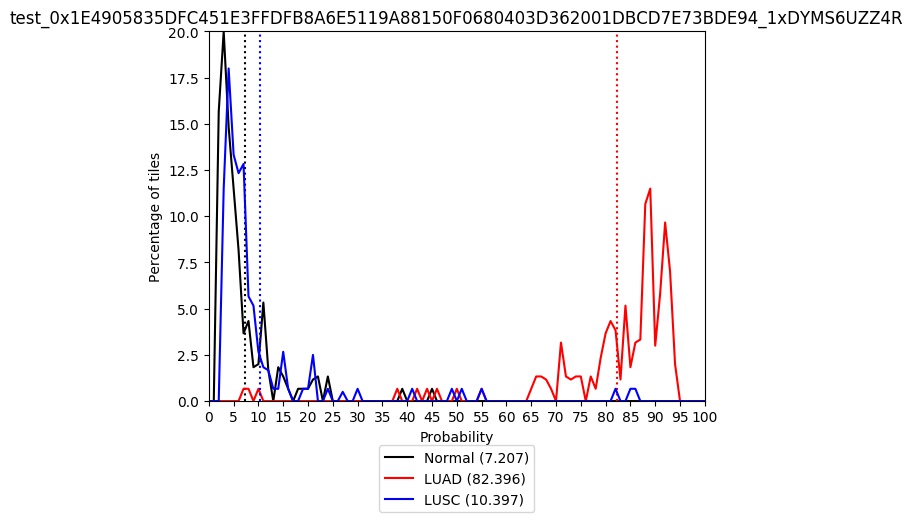 test_0x1E4905835DFC451E3FFDFB8A6E5119A88150F0680403D362001DBCD7E73BDE94_1xDYMS6UZZ4R
20.0
17.5
15.0
12.5
10.0
7.5
5.0
2.5
0.0
Percentage of tiles
0 5 10 15 20 25 30 35 40 45 50 55 60 65 70 75 80 85 90 95 100
Probability
Normal (7.207)
LUAD (82.396)
LUSC (10.397)